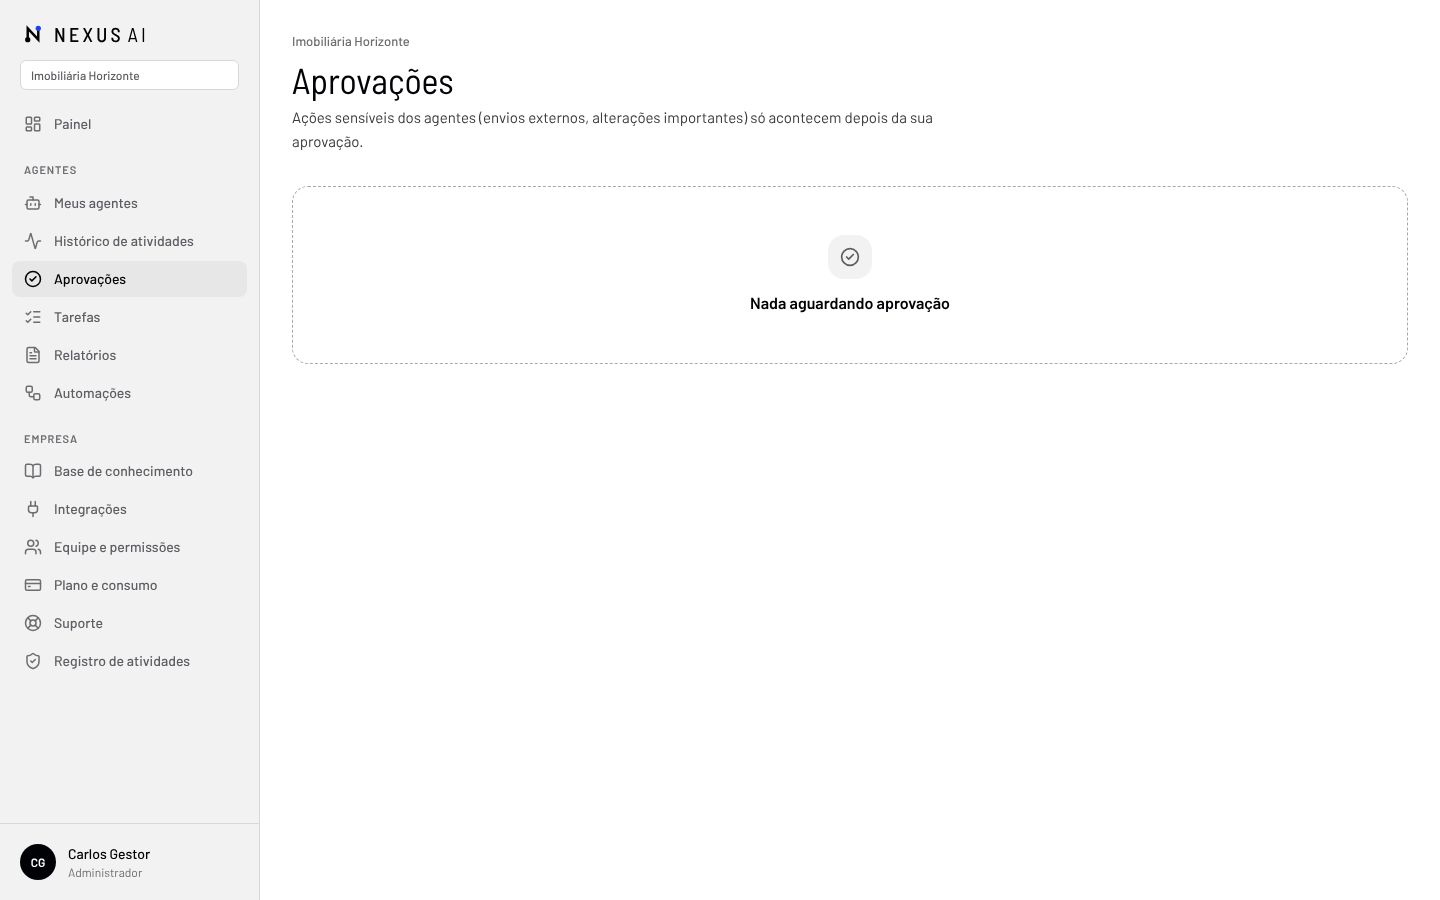 NEXUS AI
Imobiliária Horizonte
Painel
AGENTES
Meus agentes
Histórico de atividades
Aprovações
Tarefas
Relatórios
Automações
EMPRESA
Base de conhecimento
Integrações
Equipe e permissões
Plano e consumo
Suporte
Registro de atividades
CG
Carlos Gestor
Administrador
Imobiliária Horizonte
Aprovações
Ações sensíveis dos agentes (envios externos, alterações importantes) só acontecem depois da sua
aprovação.
Nada aguardando aprovação